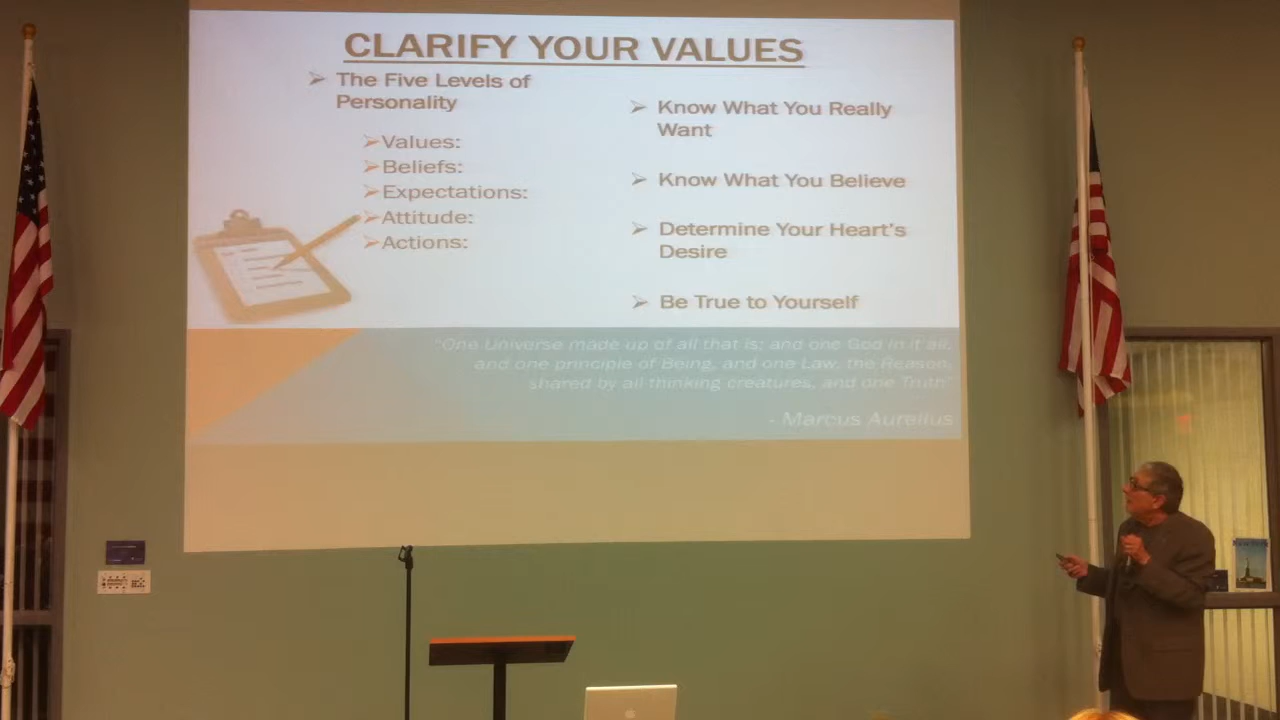 CLARIFY YOUR VALUES
➢ The Five Levels of
Personality
➢Values:
➢Beliefs:
➢Expectations:
➢Attitude:
➢Actions:
➢ Know What You Really
Want
➢ Know What You Believe
➢ Determine Your Heart's
Desire
➢ Be True to Yourself
"One Universe made up of all that is; and one God in it all,
and one principle of Being, and one Law, the Reason,
shared by all thinking creatures, and one Truth"
- Marcus Aurelius